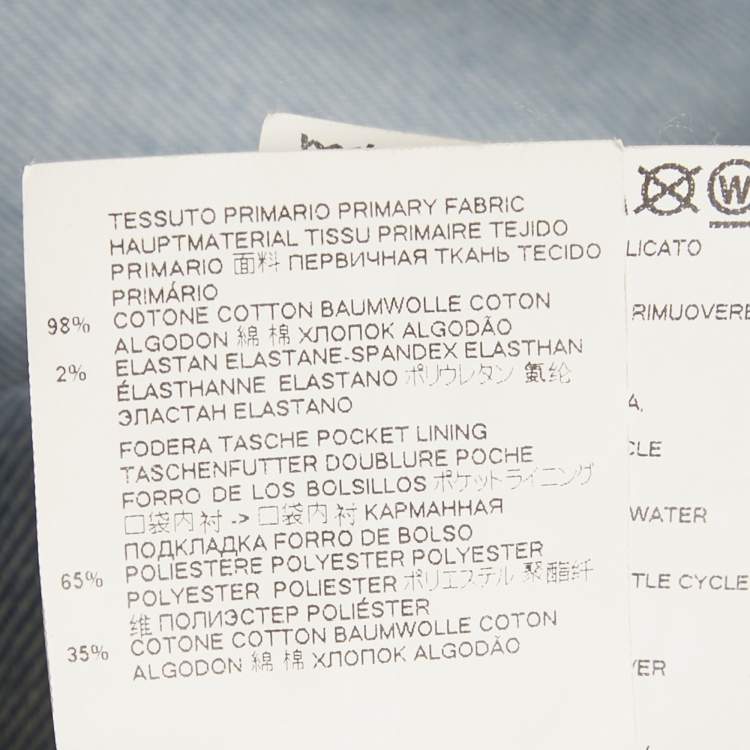 TESSUTO PRIMARIO PRIMARY FABRIC
HAUPTMATERIAL TISSU PRIMAIRE TEJIDO
PRIMARIO 面料 ПЕРВИЧНАЯ ТКАНЬ TECIDO
PRIMÁRIO
98% COTONE COTTON BAUMWOLLE COTON
ALGODON 綿 棉 ХЛОПОК ALGODÃO
2% ELASTAN ELASTANE-SPANDEX ELASTHAN
ÉLASTHANNE ELASTANO ポリウレタン 氨纶
ЭЛАСТАН ELASTANO
FODERA TASCHE POCKET LINING
TASCHENFUTTER DOUBLURE POCHE
FORRO DE LOS BOLSILLOS ポケットライニング
口袋内衬 -> 口袋内衬 КАРМАННАЯ
ПОДКЛАДКА FORRO DE BOLSO
65% POLIESTERE POLYESTER POLYESTER
POLYESTER POLIESTER ポリエステル 聚酯纤
维 ПОЛИЭСТЕР POLIÉSTER
35% COTONE COTTON BAUMWOLLE COTON
ALGODON 綿 棉 ХЛОПОК ALGODÃO
W
LICATO
RIMUOVERE
A,
CLE
WATER
TLE CYCLE
ER